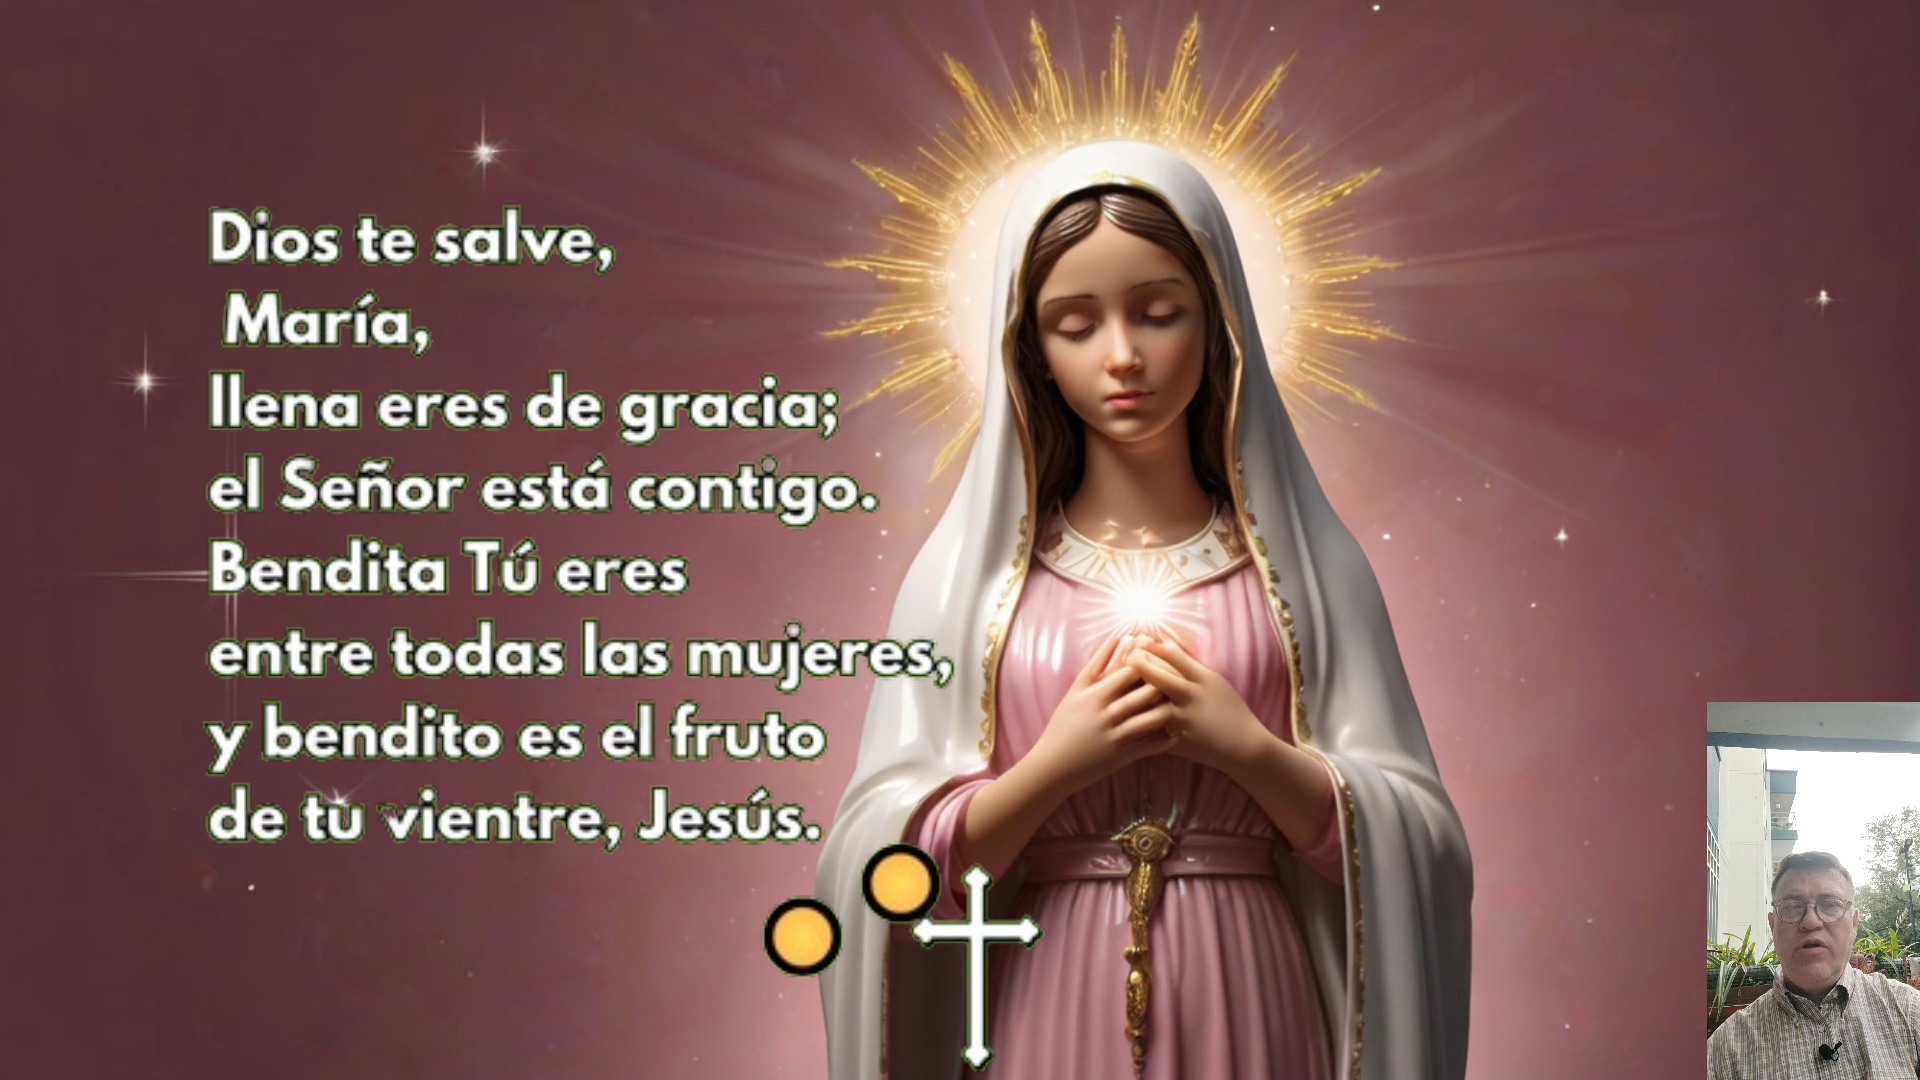 Dios te salve,
María,
llena eres de gracia;
el Señor está contigo.
Bendita Tú eres
entre todas las mujeres,
y bendito es el fruto
de tu vientre, Jesús.